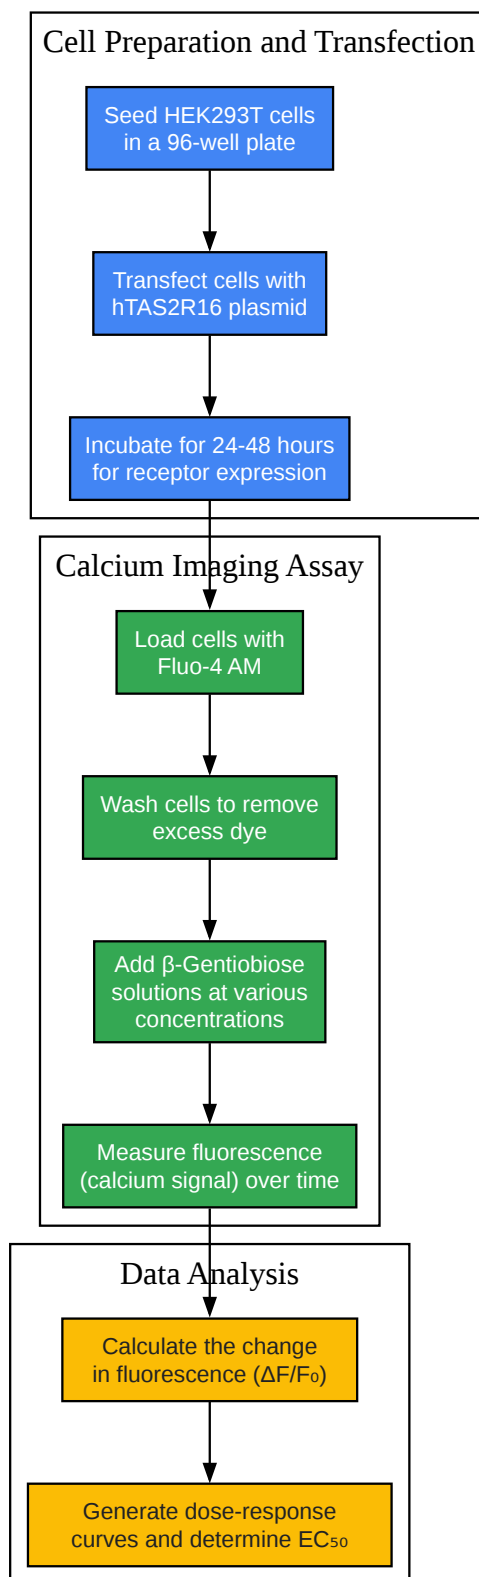 Cell Preparation and Transfection
Seed HEK293T cells
in a 96-well plate
Transfect cells with
hTAS2R16 plasmid
Incubate for 24-48 hours
for receptor expression
Calcium Imaging Assay
Load cells with
Fluo-4 AM
Wash cells to remove
excess dye
Add β-Gentiobiose
solutions at various
concentrations
Measure fluorescence
(calcium signal) over time
Data Analysis
Calculate the change
in fluorescence (ΔF/F₀)
Generate dose-response
curves and determine EC₅₀